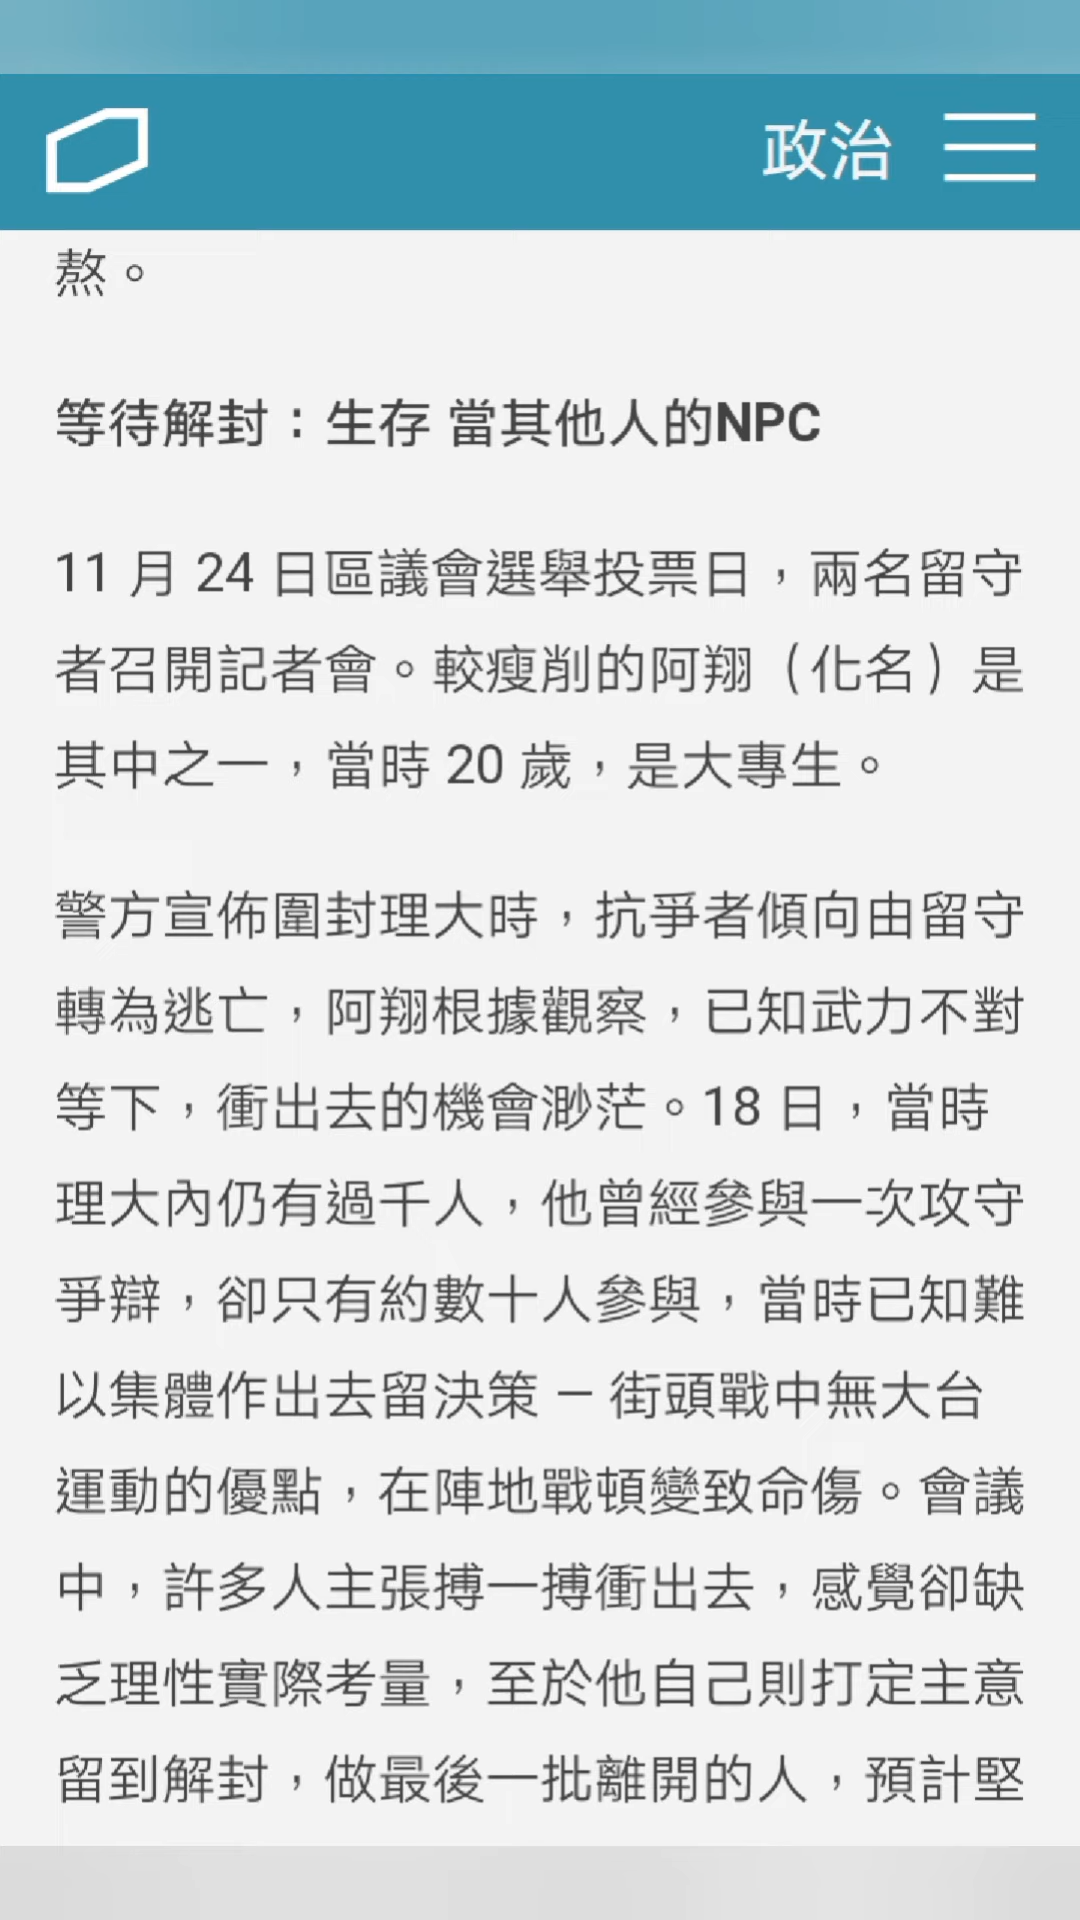 政治
熬。
等待解封：生存 當其他人的NPC
11 月 24 日區議會選舉投票日，兩名留守
者召開記者會。較瘦削的阿翔（化名）是
其中之一，當時 20 歲，是大專生。
警方宣佈圍封理大時，抗爭者傾向由留守
轉為逃亡，阿翔根據觀察，已知武力不對
等下，衝出去的機會渺茫。18 日，當時
理大內仍有過千人，他曾經參與一次攻守
爭辯，卻只有約數十人參與，當時已知難
以集體作出去留決策 – 街頭戰中無大台
運動的優點，在陣地戰頓變致命傷。會議
中，許多人主張搏一搏衝出去，感覺卻缺
乏理性實際考量，至於他自己則打定主意
留到解封，做最後一批離開的人，預計堅